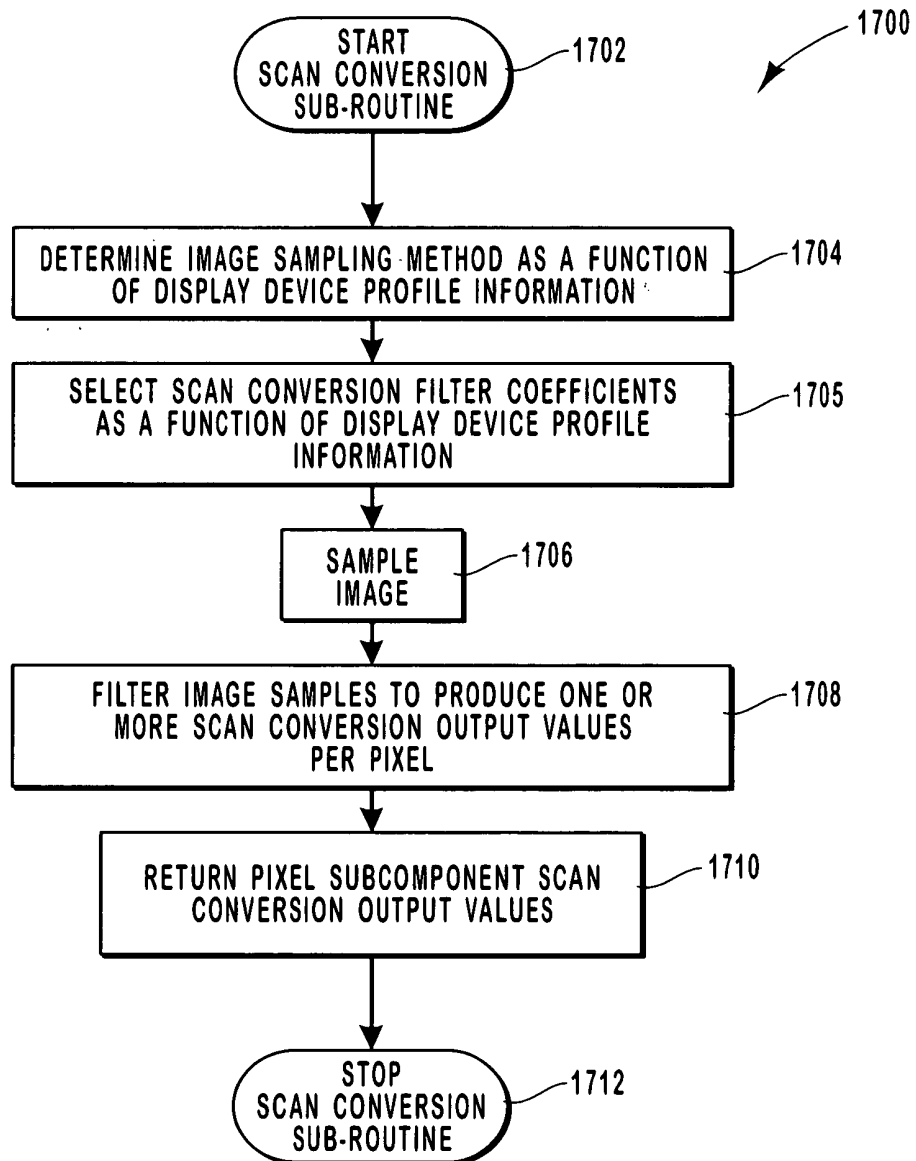 1700
START
SCAN CONVERSION
SUB-ROUTINE
1702
DETERMINE IMAGE SAMPLING METHOD AS A FUNCTION
OF DISPLAY DEVICE PROFILE INFORMATION
1704
SELECT SCAN CONVERSION FILTER COEFFICIENTS
AS A FUNCTION OF DISPLAY DEVICE PROFILE
INFORMATION
1705
SAMPLE
IMAGE
1706
FILTER IMAGE SAMPLES TO PRODUCE ONE OR
MORE SCAN CONVERSION OUTPUT VALUES
PER PIXEL
1708
RETURN PIXEL SUBCOMPONENT SCAN
CONVERSION OUTPUT VALUES
1710
STOP
SCAN CONVERSION
SUB-ROUTINE
1712